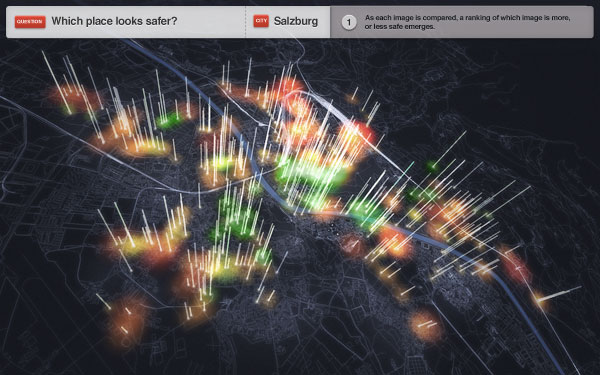 QUESTION Which place looks safer?
CITY Salzburg
1
As each image is compared, a ranking of which image is more,
or less safe emerges.